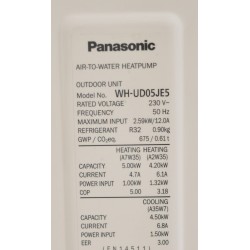 Panasonic
AIR-TO-WATER HEATPUMP
OUTDOOR UNIT
Model No. WH-UD05JE5
RATED VOLTAGE 230 V~
FREQUENCY 50 Hz
MAXIMUM INPUT 2.59kW/12.0A
REFRIGERANT R32 0.90kg
GWP / CO₂eq. 675 / 0.61 t
HEATING HEATING
(A7W35) (A2W35)
CAPACITY 5.00kW 4.20kW
CURRENT 4.7A 6.1A
POWER INPUT 1.00kW 1.32kW
COP 5.00 3.18
COOLING
(A35W7)
CAPACITY 4.50kW
CURRENT 6.8A
POWER INPUT 1.50kW
EER 3.00
(EN14511)